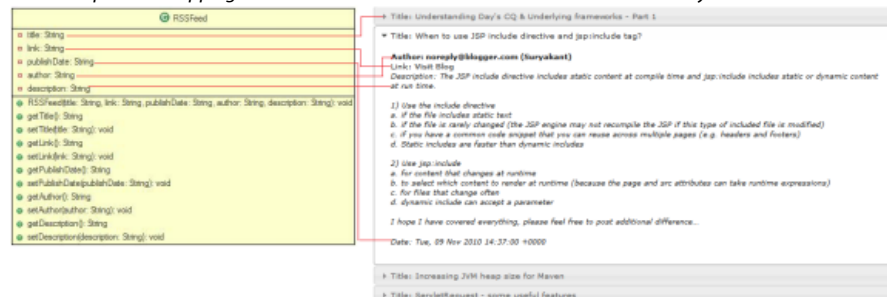 RSSFeed
title: String
link: String
publishDate: String
author: String
description: String
RSSFeed(title: String, link: String, publishDate: String, author: String, description: String): void
getTitle(): String
setTitle(title: String): void
getLink(): String
setLink(link: String): void
getPublishDate(): String
setPublishDate(publishDate: String): void
getAuthor(): String
setAuthor(author: String): void
getDescription(): String
setDescription(description: String): void
Title: Understanding Day's CQ & Underlying frameworks - Part 1
Title: When to use JSP include directive and jsp:include tag?
Author: noreply@blogger.com (Suryakant)
Link: Visit Blog
Description: The JSP include directive includes static content at compile time and jsp:include includes static or dynamic content
at run time.
1) Use the include directive
a. if the file includes static text
b. if the file is rarely changed (the JSP engine may not recompile the JSP if this type of included file is modified)
c. if you have a common code snippet that you can reuse across multiple pages (e.g. headers and footers)
d. Static includes are faster than dynamic includes
2) Use jsp:include
a. for content that changes at runtime
b. to select which content to render at runtime (because the page and src attributes can take runtime expressions)
c. for files that change often
d. dynamic include can accept a parameter
I hope I have covered everything, please feel free to post additional difference...
Date: Tue, 09 Nov 2010 14:37:00 +0000
Title: Increasing JVM heap size for Maven
Title: ServletRequest - some useful features